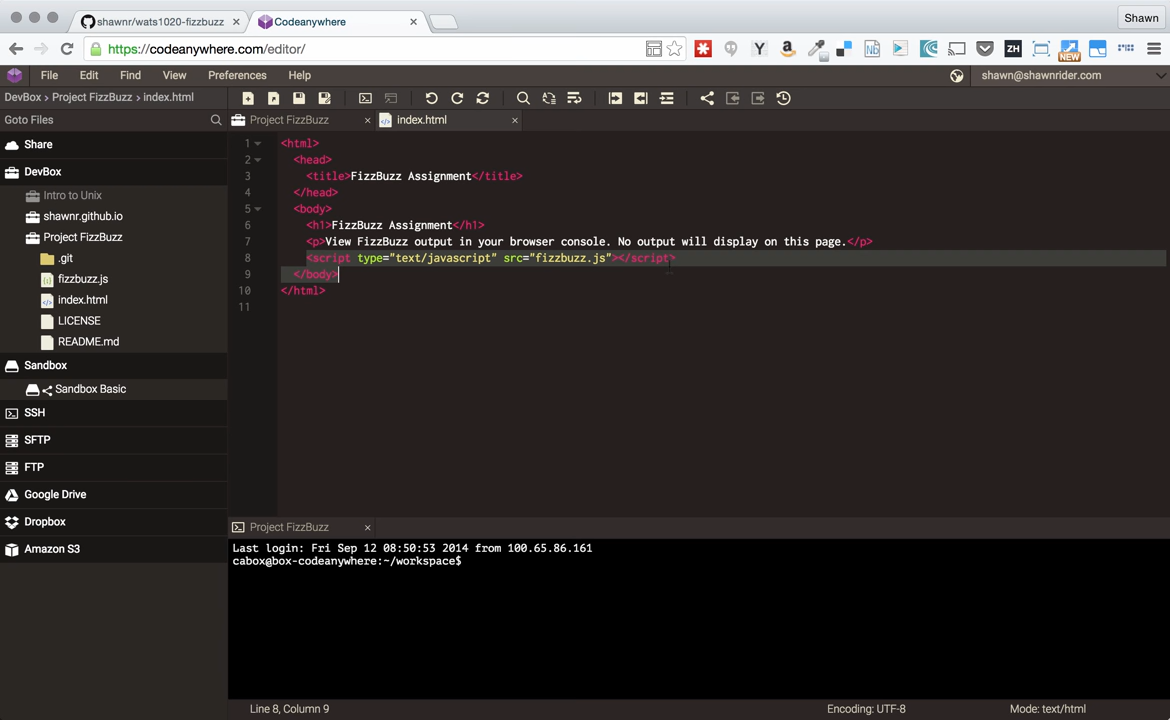 shawnr/wats1020-fizzbuzz
Codeanywhere
Shawn
https://codeanywhere.com/editor/
Y
a
Nb
ZH
NEW
File Edit Find View Preferences Help
shawn@shawnrider.com
DevBox > Project FizzBuzz > index.html
Goto Files
Project FizzBuzz
index.html
Share
DevBox
Intro to Unix
shawnr.github.io
Project FizzBuzz
.git
fizzbuzz.js
index.html
LICENSE
README.md
Sandbox
Sandbox Basic
SSH
SFTP
FTP
Google Drive
Dropbox
Amazon S3
1 <html>
2 <head>
3 <title>FizzBuzz Assignment</title>
4 </head>
5 <body>
6 <h1>FizzBuzz Assignment</h1>
7 <p>View FizzBuzz output in your browser console. No output will display on this page.</p>
8 <script type="text/javascript" src="fizzbuzz.js"></script>
9 </body>
10 </html>
11
Project FizzBuzz
Last login: Fri Sep 12 08:50:53 2014 from 100.65.86.161
cabox@box-codeanywhere:~/workspace$
Line 8, Column 9
Encoding: UTF-8
Mode: text/html